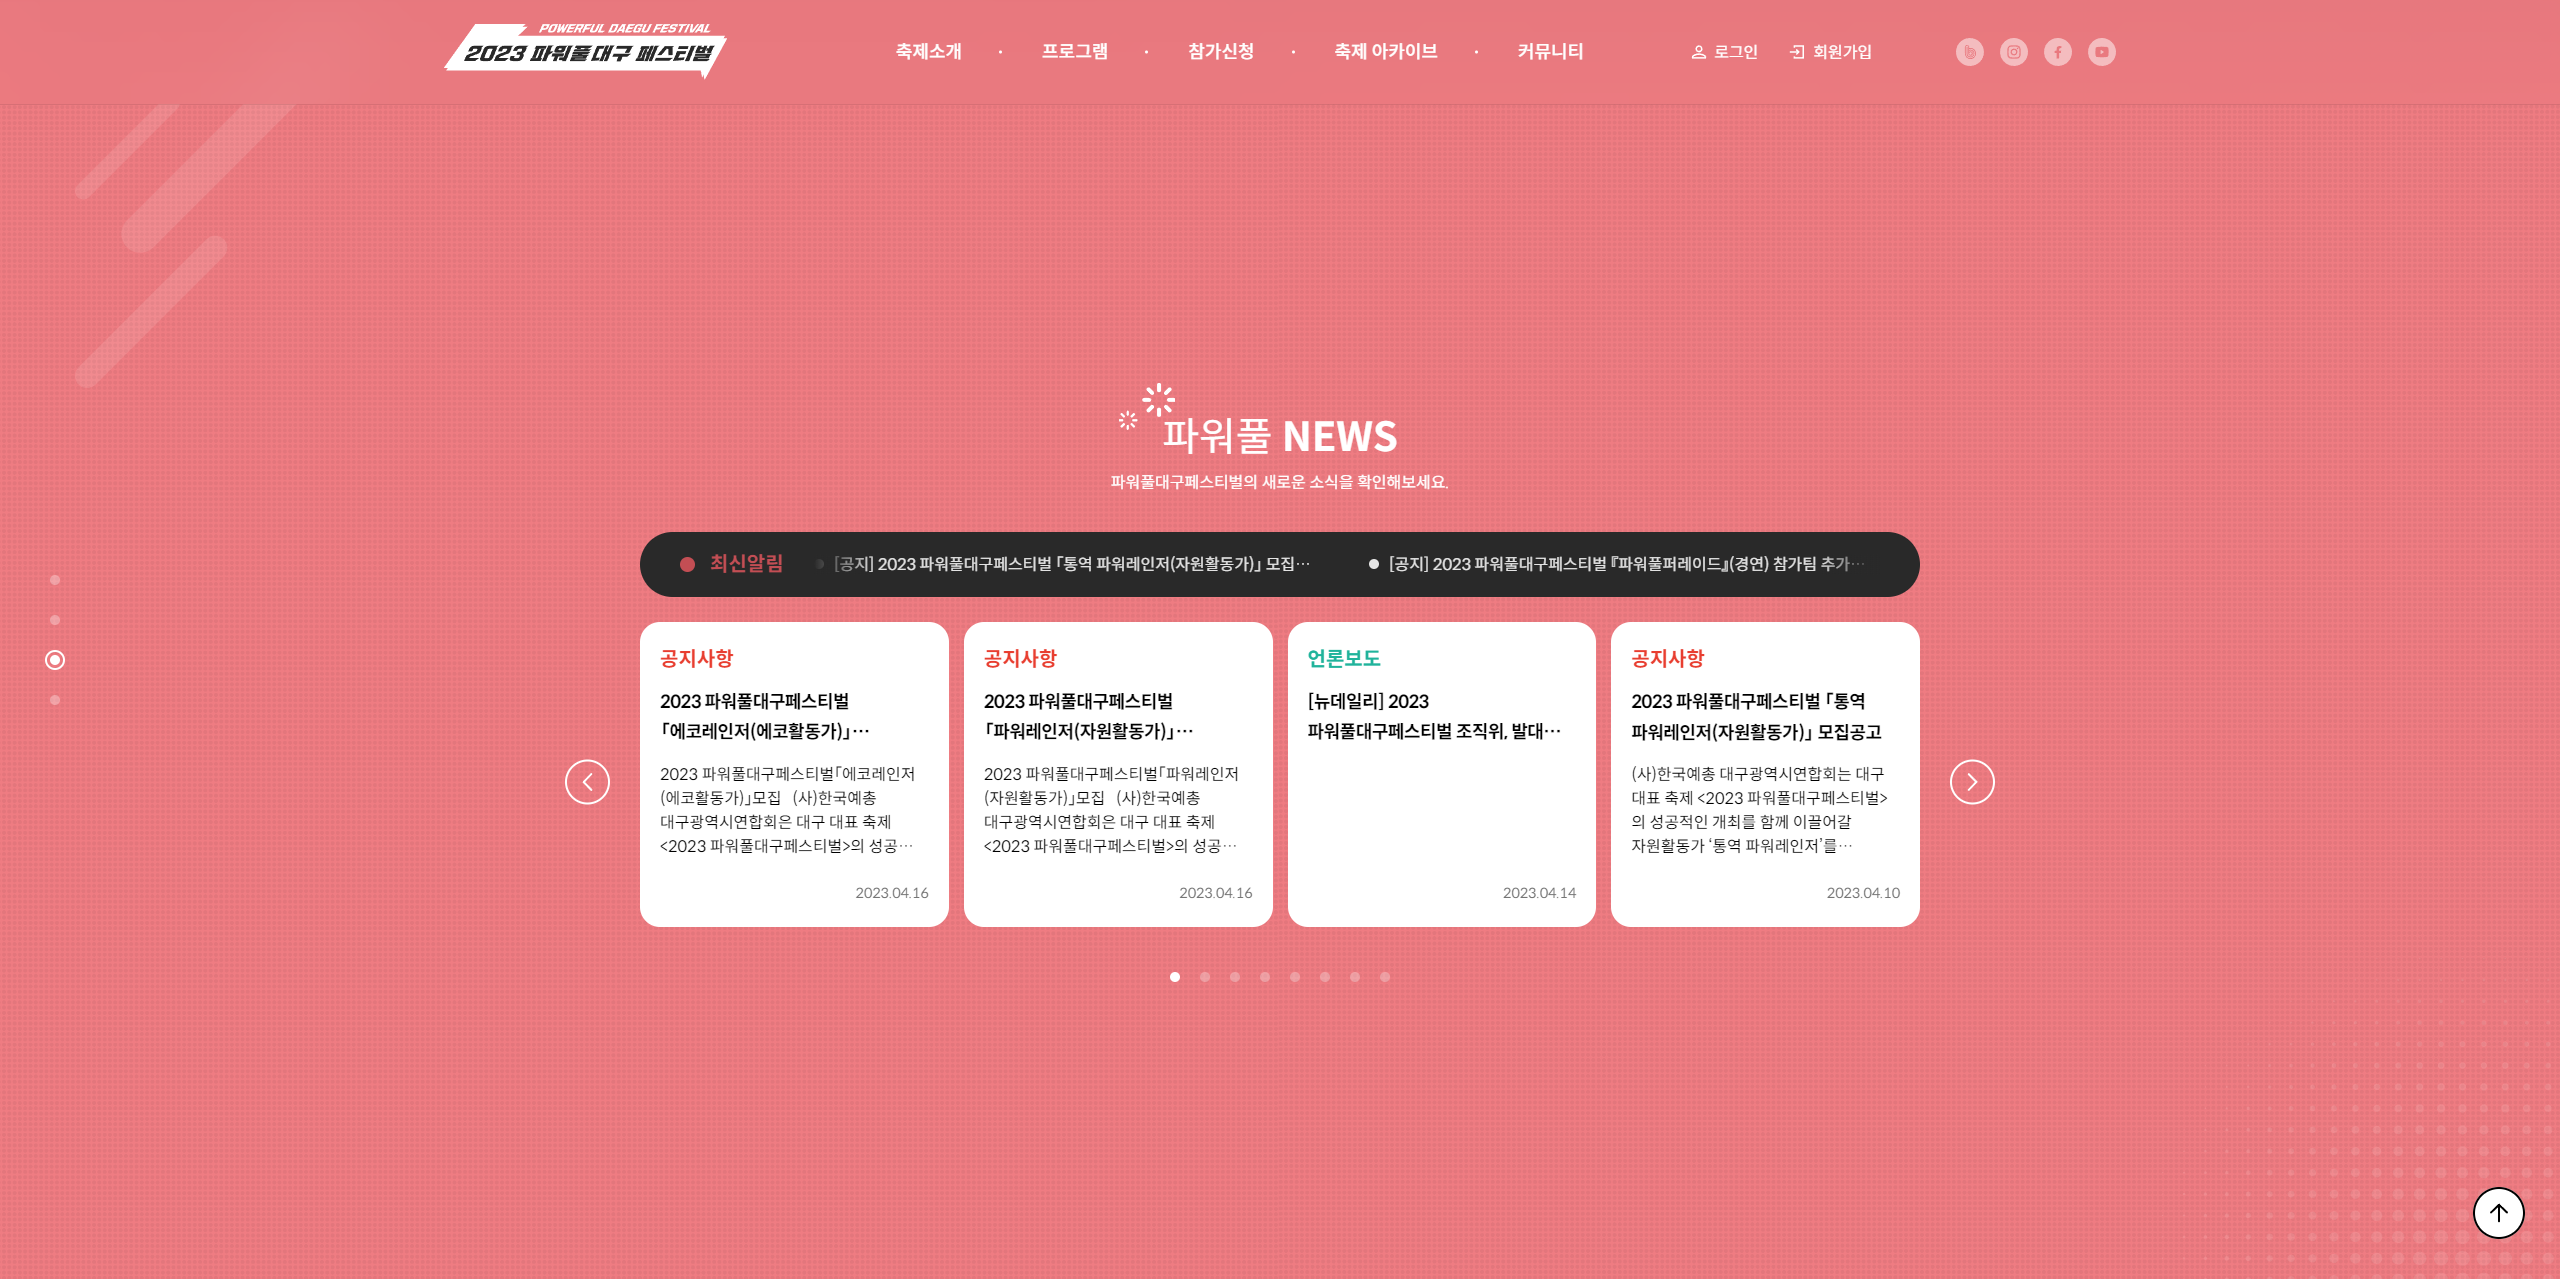 POWERFUL DAEGU FESTIVAL
2023 파워풀대구 페스티벌
축제소개 · 프로그램 · 참가신청 · 축제 아카이브 · 커뮤니티
로그인 회원가입
파워풀 NEWS
파워풀대구페스티벌의 새로운 소식을 확인해보세요.
최신알림
[공지] 2023 파워풀대구페스티벌 「통역 파워레인저(자원활동가)」 모집…
[공지] 2023 파워풀대구페스티벌 『파워풀퍼레이드』(경연) 참가팀 추가…
공지사항
2023 파워풀대구페스티벌
「에코레인저(에코활동가)」…
2023 파워풀대구페스티벌「에코레인저
(에코활동가)」모집 (사)한국예총
대구광역시연합회은 대구 대표 축제
<2023 파워풀대구페스티벌>의 성공…
2023.04.16
공지사항
2023 파워풀대구페스티벌
「파워레인저(자원활동가)」…
2023 파워풀대구페스티벌「파워레인저
(자원활동가)」모집 (사)한국예총
대구광역시연합회은 대구 대표 축제
<2023 파워풀대구페스티벌>의 성공…
2023.04.16
언론보도
[뉴데일리] 2023
파워풀대구페스티벌 조직위, 발대…
2023.04.14
공지사항
2023 파워풀대구페스티벌 「통역
파워레인저(자원활동가)」 모집공고
(사)한국예총 대구광역시연합회는 대구
대표 축제 <2023 파워풀대구페스티벌>
의 성공적인 개최를 함께 이끌어갈
자원활동가 ‘통역 파워레인저’를…
2023.04.10